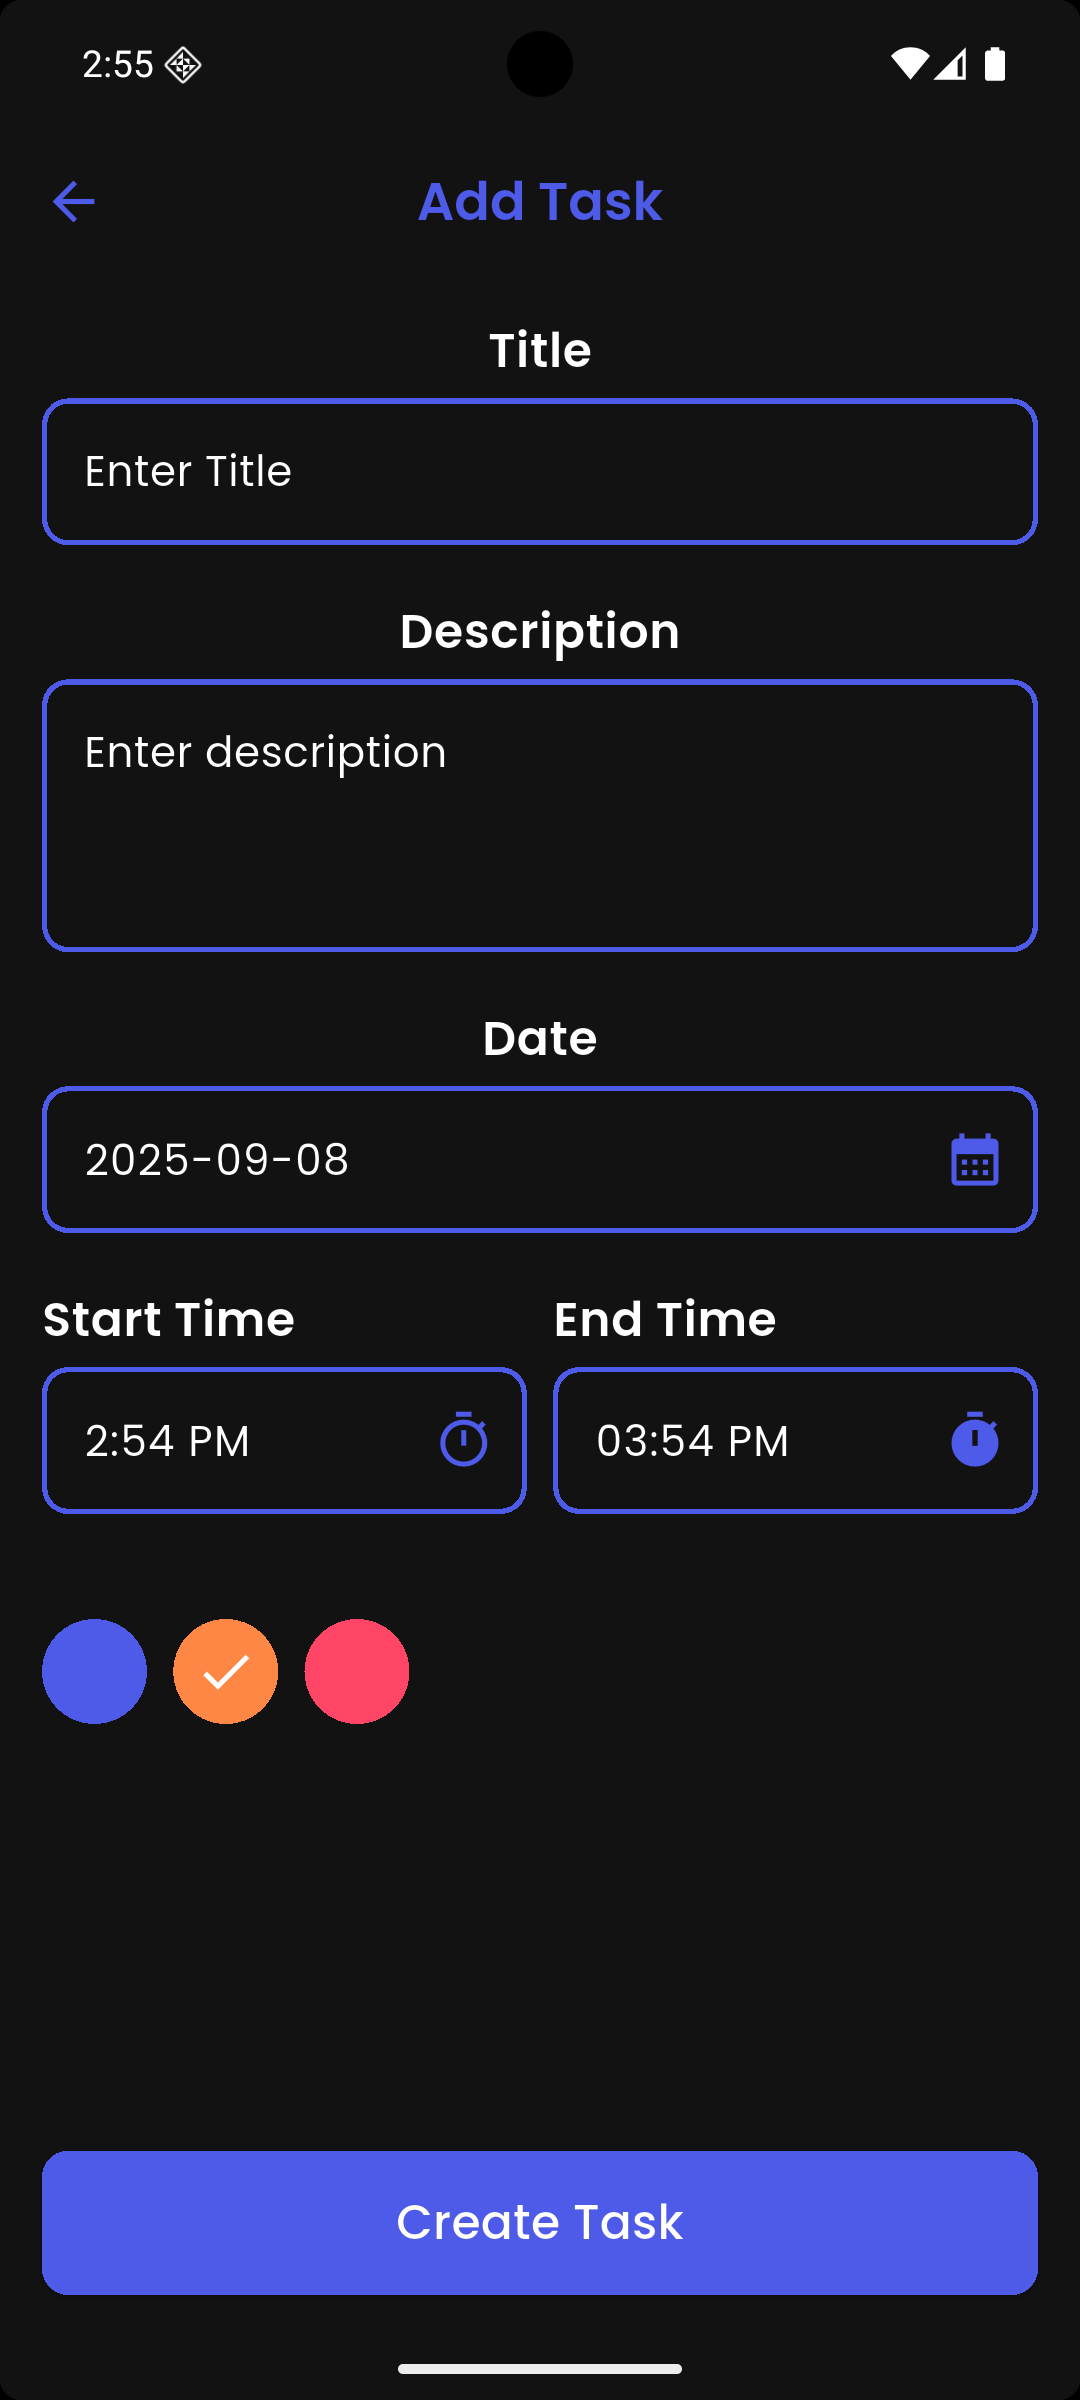 2:55
Add Task
Title
Enter Title
Description
Enter description
Date
2025-09-08
Start Time
End Time
2:54 PM
03:54 PM
Create Task